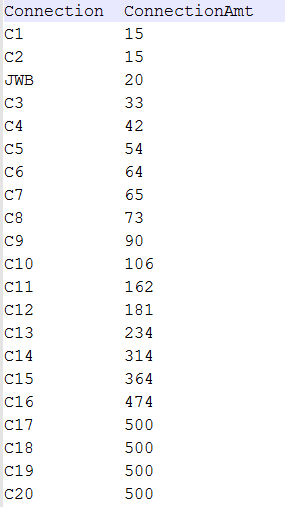 Connection  ConnectionAmt
C1          15
C2          15
JWB         20
C3          33
C4          42
C5          54
C6          64
C7          65
C8          73
C9          90
C10         106
C11         162
C12         181
C13         234
C14         314
C15         364
C16         474
C17         500
C18         500
C19         500
C20         500